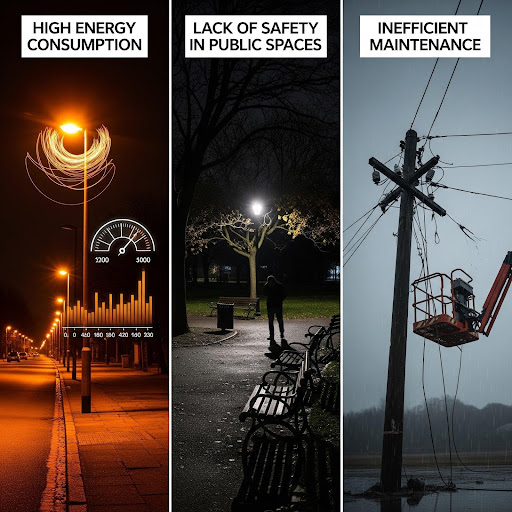 HIGH ENERGY
CONSUMPTION
LACK OF SAFETY
IN PUBLIC SPACES
INEFFICIENT
MAINTENANCE